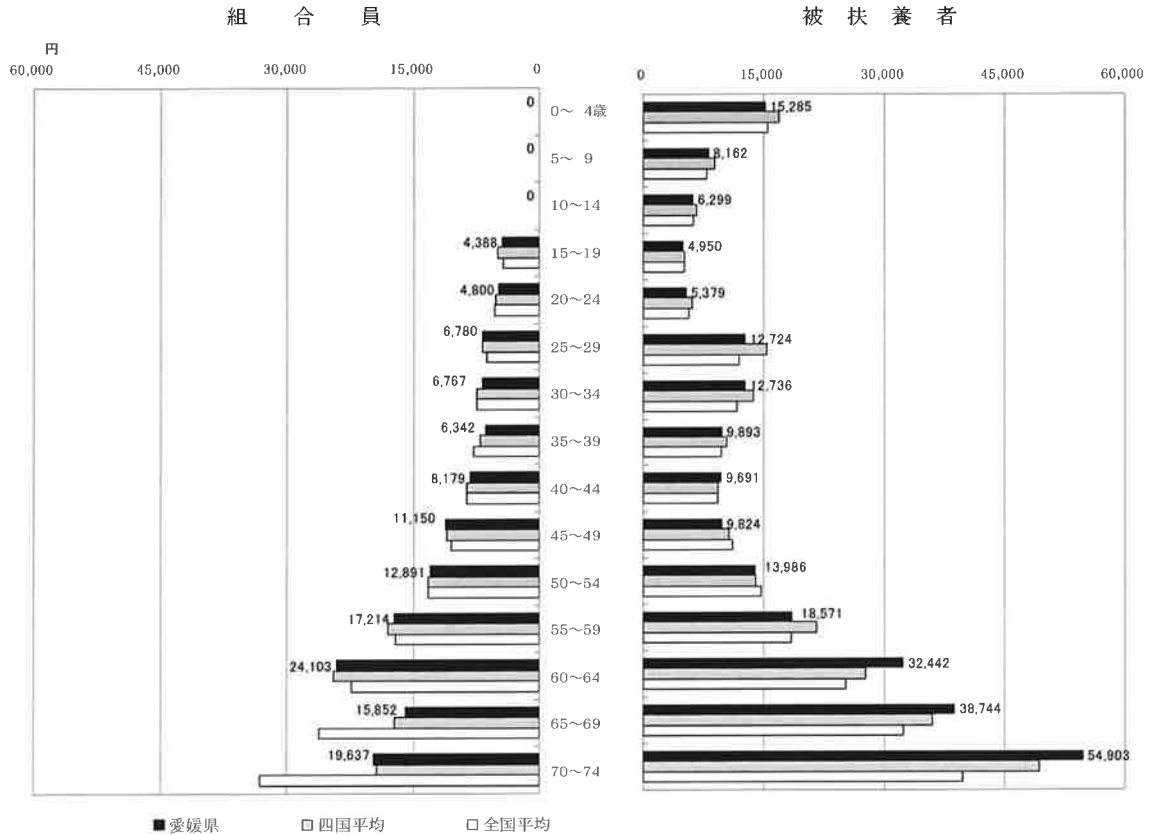 組合員
被扶養者
円
60,000 45,000 30,000 15,000 0
0 15,000 30,000 45,000 60,000
0 0～ 4歳 15,285
0 5～ 9 8,162
0 10～14 6,299
4,388 15～19 4,950
4,800 20～24 5,379
6,780 25～29 12,724
6,767 30～34 12,736
6,342 35～39 9,893
8,179 40～44 9,691
11,150 45～49 9,824
12,891 50～54 13,986
17,214 55～59 18,571
24,103 60～64 32,442
15,852 65～69 38,744
19,637 70～74 54,903
愛媛県 四国平均 全国平均